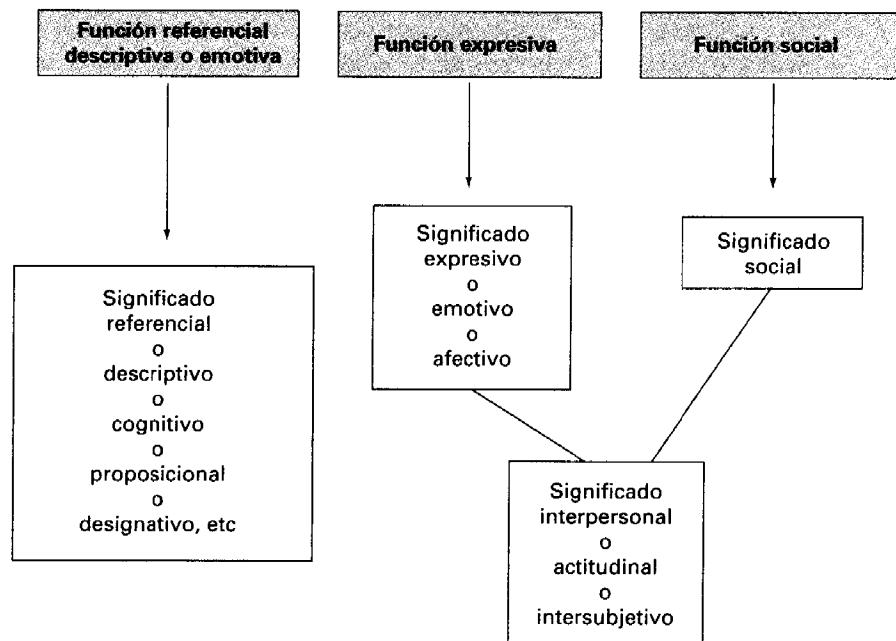 Función referencial
descriptiva o emotiva
Función expresiva
Función social
Significado
referencial
o
descriptivo
o
cognitivo
o
proposicional
o
designativo, etc
Significado
expresivo
o
emotivo
o
afectivo
Significado
social
Significado
interpersonal
o
actitudinal
o
intersubjetivo